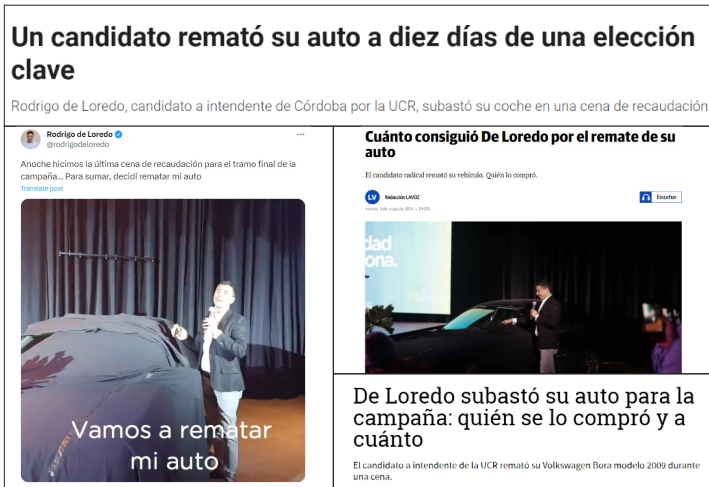 Un candidato remató su auto a diez días de una elección
clave
Rodrigo de Loredo, candidato a intendente de Córdoba por la UCR, subastó su coche en una cena de recaudación
Rodrigo de Loredo
@rodrigodeloredo
Anoche hicimos la última cena de recaudación para el tramo final de la
campaña... Para sumar, decidí rematar mi auto
Translate post
Vamos a rematar
mi auto
Cuánto consiguió De Loredo por el remate de su
auto
El candidato radical remató su vehículo. Quién lo compró.
LV
Redacción LAVOZ
Escuchar
dad
ona.
De Loredo subastó su auto para la
campaña: quién se lo compró y a
cuánto
El candidato a intendente de la UCR remató su Volkswagen Bora modelo 2009 durante
una cena.